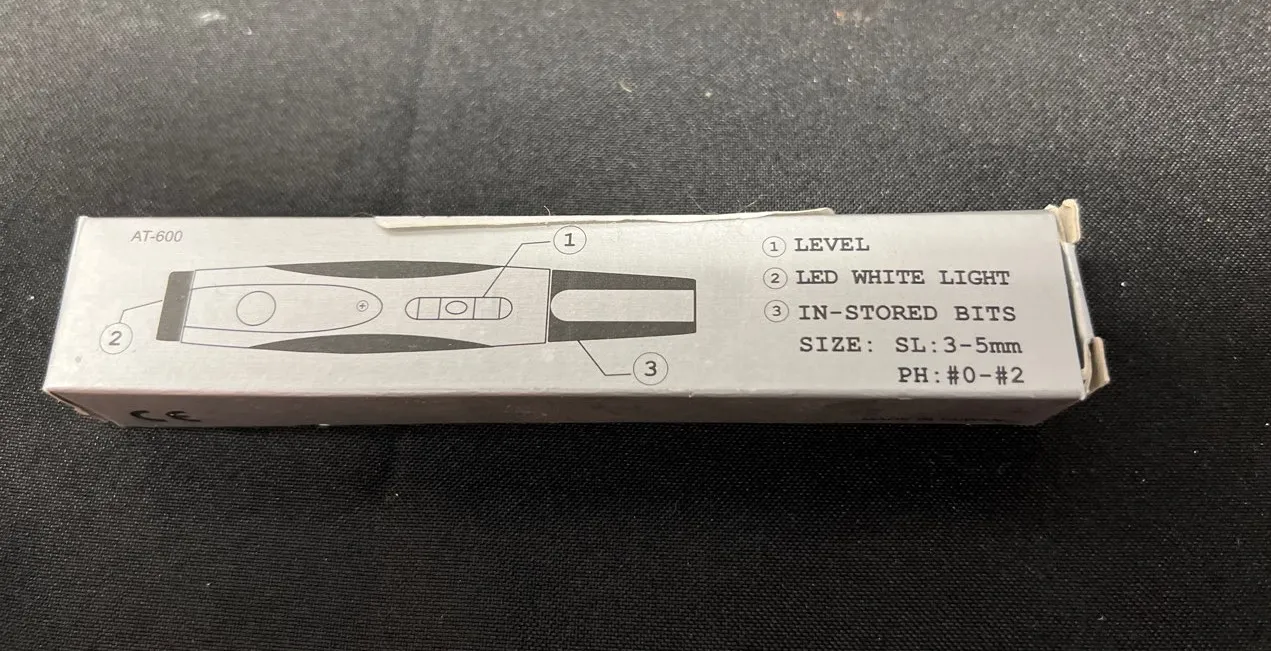 AT-600
1
2
3
1 LEVEL
2 LED WHITE LIGHT
3 IN-STORED BITS
SIZE: SL:3-5mm
PH:#0-#2
CE